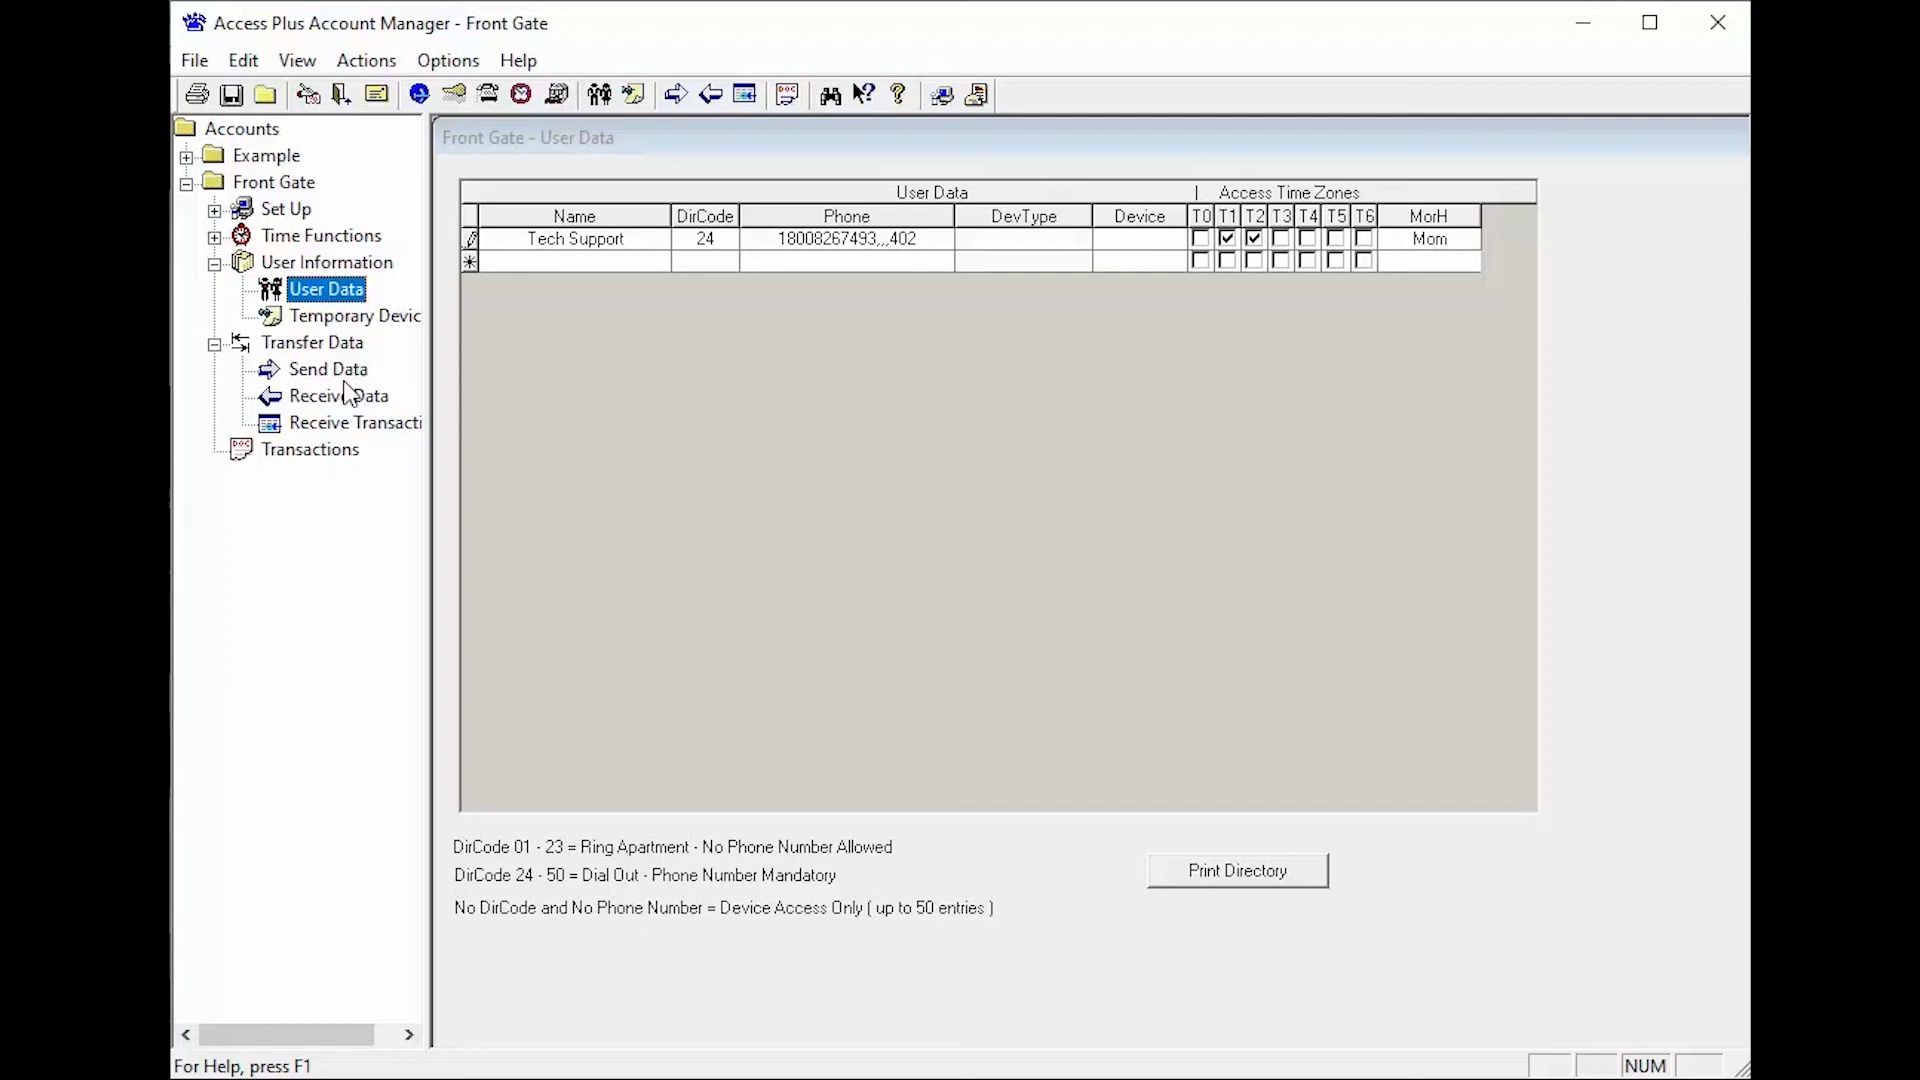 Access Plus Account Manager - Front Gate
File Edit View Actions Options Help
Accounts
Example
Front Gate
Set Up
Time Functions
User Information
User Data
Temporary Devic
Transfer Data
Send Data
Receive Data
Receive Transacti
Transactions
Front Gate - User Data
User Data | Access Time Zones
Name DirCode Phone DevType Device T0 T1 T2 T3 T4 T5 T6 MorH
Tech Support 24 18008267493,,,402 Mom
DirCode 01 - 23 = Ring Apartment - No Phone Number Allowed
DirCode 24 - 50 = Dial Out - Phone Number Mandatory
No DirCode and No Phone Number = Device Access Only ( up to 50 entries )
Print Directory
For Help, press F1
NUM